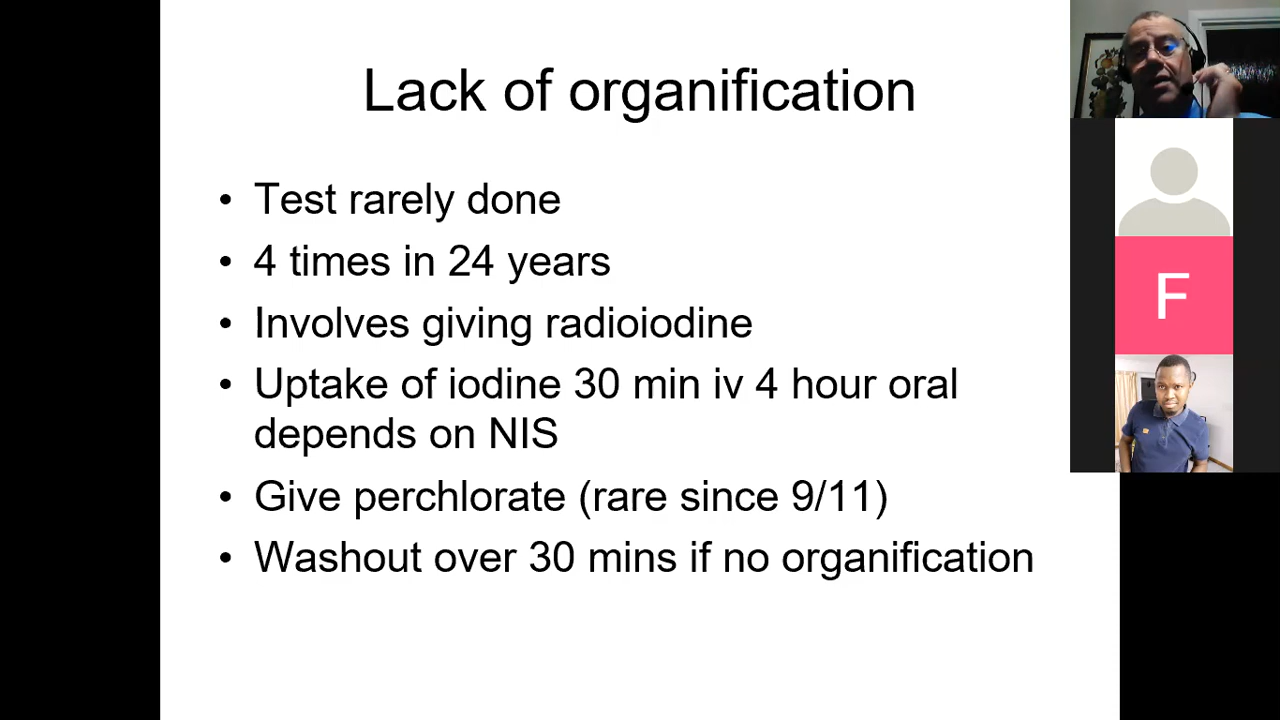 Lack of organification
• Test rarely done
• 4 times in 24 years
• Involves giving radioiodine
• Uptake of iodine 30 min iv 4 hour oral
depends on NIS
• Give perchlorate (rare since 9/11)
• Washout over 30 mins if no organification
F